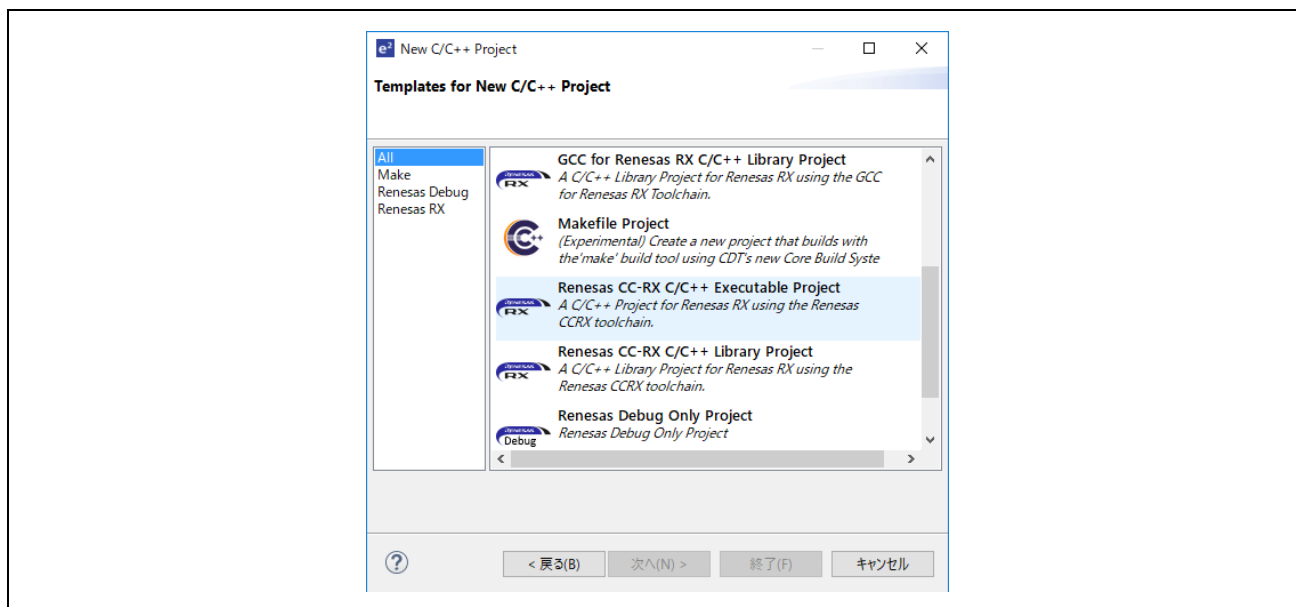 e² New C/C++ Project
Templates for New C/C++ Project
All
Make
Renesas Debug
Renesas RX
GCC for Renesas RX C/C++ Library Project
A C/C++ Library Project for Renesas RX using the GCC
for Renesas RX Toolchain.
Makefile Project
(Experimental) Create a new project that builds with
the'make' build tool using CDT's new Core Build Syste
Renesas CC-RX C/C++ Executable Project
A C/C++ Project for Renesas RX using the Renesas
CCRX toolchain.
Renesas CC-RX C/C++ Library Project
A C/C++ Library Project for Renesas RX using the
Renesas CCRX toolchain.
Renesas Debug Only Project
Renesas Debug Only Project
RENESAS
RX
C++
RENESAS
RX
RENESAS
RX
RENESAS
Debug
< 戻る(B)
次へ(N) >
終了(F)
キャンセル